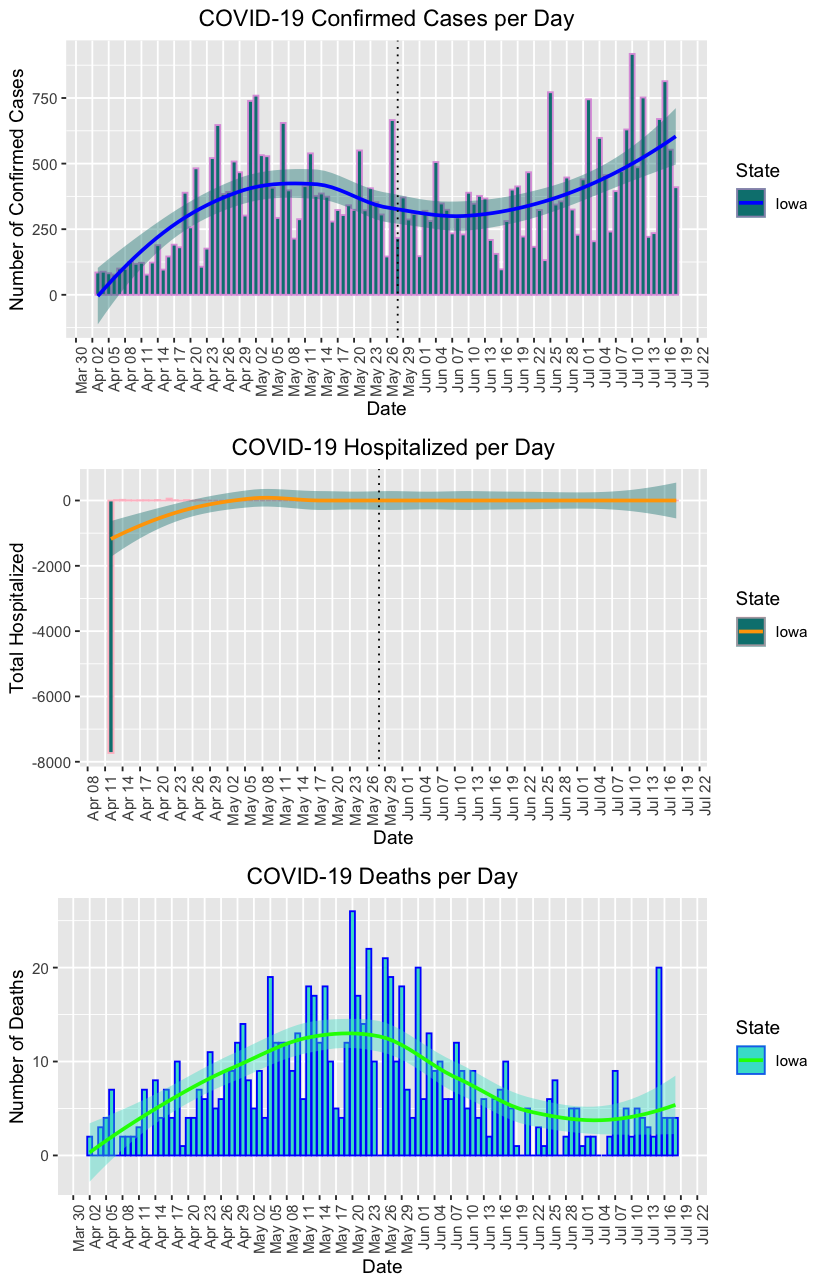 COVID-19 Confirmed Cases per Day
Number of Confirmed Cases
750
500
250
0
Mar 30
Apr 02
Apr 05
Apr 08
Apr 11
Apr 14
Apr 17
Apr 20
Apr 23
Apr 26
Apr 29
May 02
May 05
May 08
May 11
May 14
May 17
May 20
May 23
May 26
May 29
Jun 01
Jun 04
Jun 07
Jun 10
Jun 13
Jun 16
Jun 19
Jun 22
Jun 25
Jun 28
Jul 01
Jul 04
Jul 07
Jul 10
Jul 13
Jul 16
Jul 19
Jul 22
Date
State
Iowa
COVID-19 Hospitalized per Day
Total Hospitalized
0
-2000
-4000
-6000
-8000
Apr 08
Apr 11
Apr 14
Apr 17
Apr 20
Apr 23
Apr 26
Apr 29
May 02
May 05
May 08
May 11
May 14
May 17
May 20
May 23
May 26
May 29
Jun 01
Jun 04
Jun 07
Jun 10
Jun 13
Jun 16
Jun 19
Jun 22
Jun 25
Jun 28
Jul 01
Jul 04
Jul 07
Jul 10
Jul 13
Jul 16
Jul 19
Jul 22
Date
State
Iowa
COVID-19 Deaths per Day
Number of Deaths
20
10
0
Mar 30
Apr 02
Apr 05
Apr 08
Apr 11
Apr 14
Apr 17
Apr 20
Apr 23
Apr 26
Apr 29
May 02
May 05
May 08
May 11
May 14
May 17
May 20
May 23
May 26
May 29
Jun 01
Jun 04
Jun 07
Jun 10
Jun 13
Jun 16
Jun 19
Jun 22
Jun 25
Jun 28
Jul 01
Jul 04
Jul 07
Jul 10
Jul 13
Jul 16
Jul 19
Jul 22
Date
State
Iowa